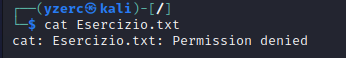 ┌──(yzerc㉿kali)-[/]
└─$ cat Esercizio.txt
cat: Esercizio.txt: Permission denied